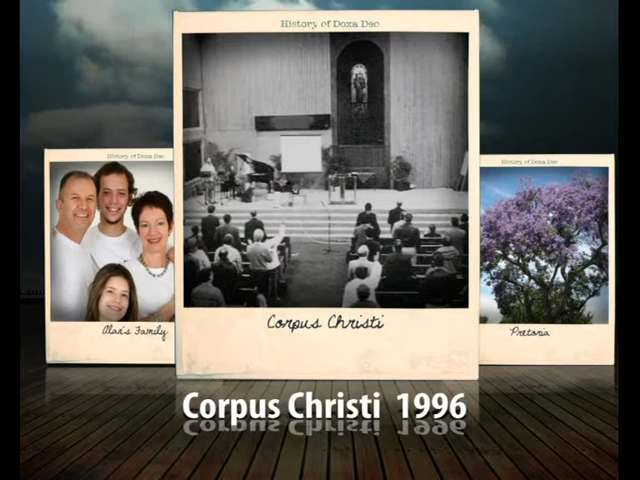 History of Doxa Deo
Corpus Christi
History of Doxa Deo
Alan's Family
History of Doxa Deo
Pretoria
Corpus Christi 1996